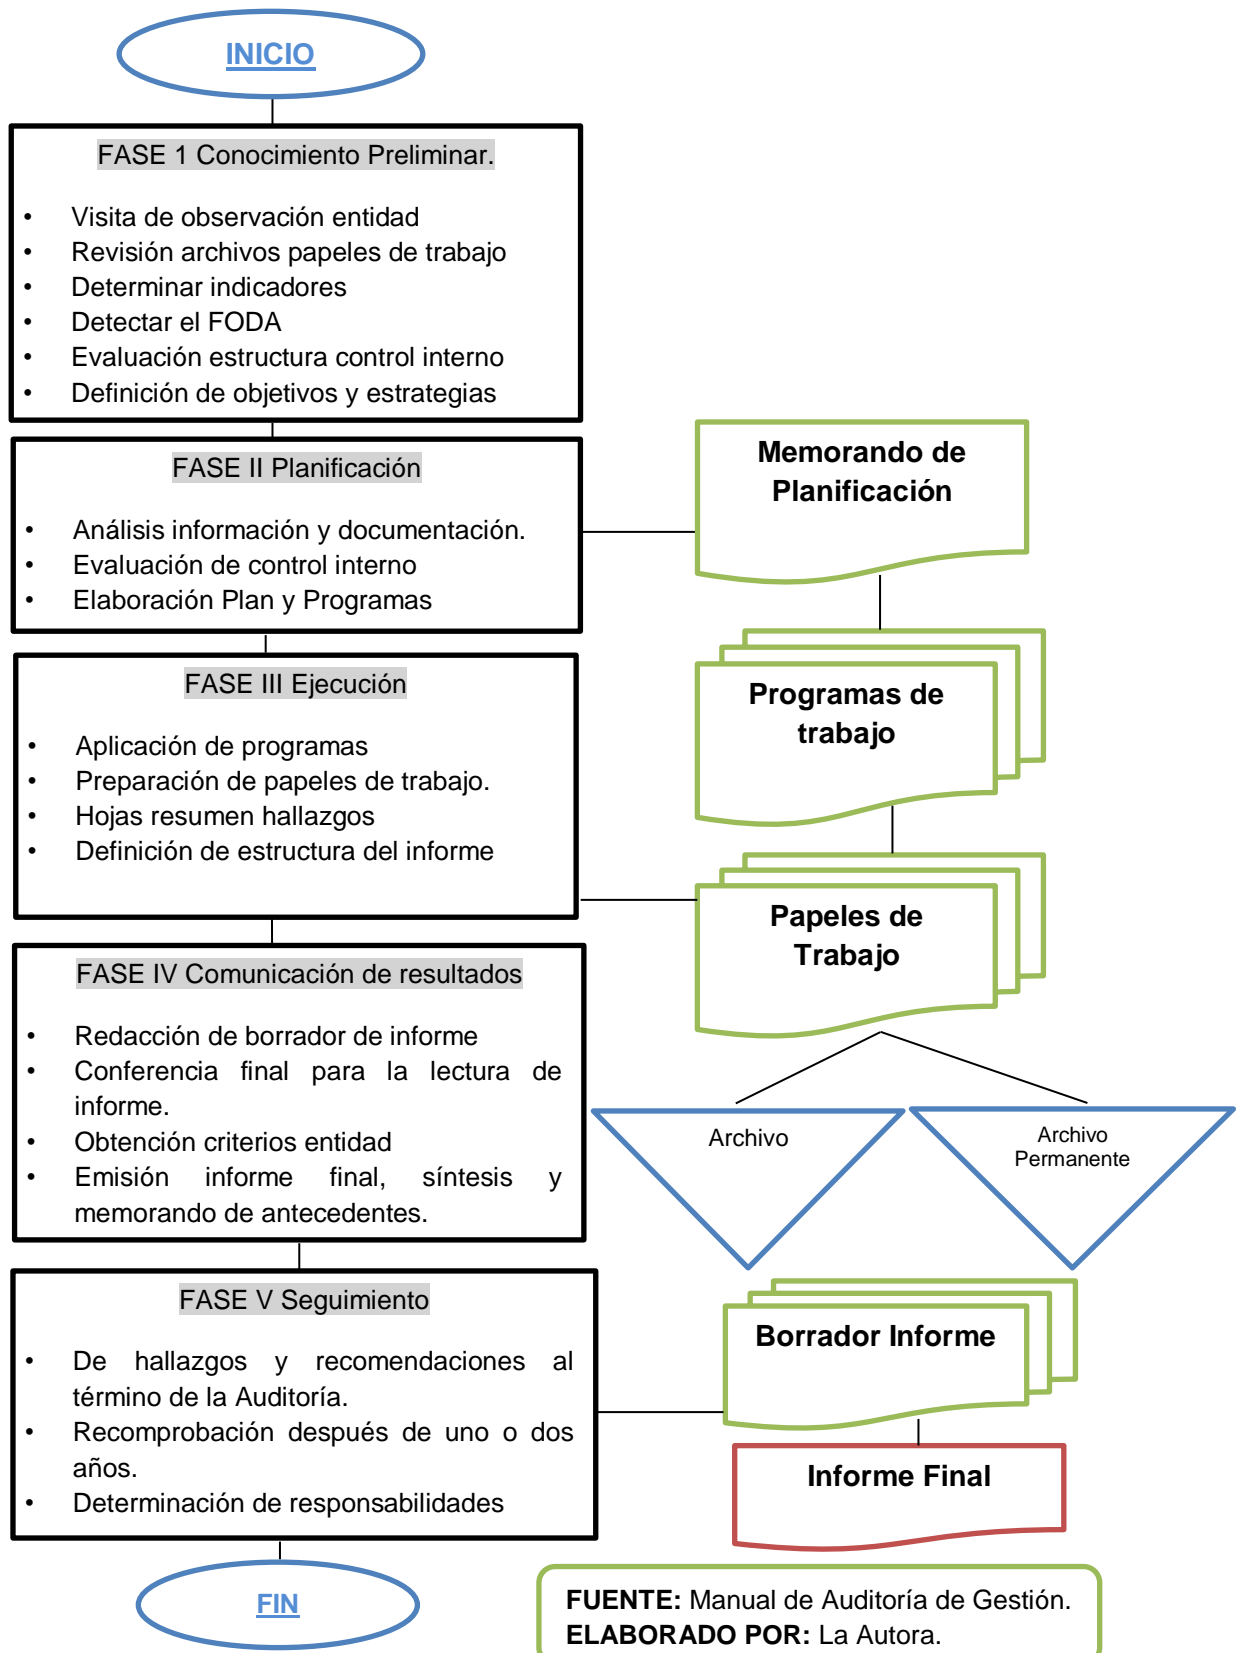 INICIO
FASE 1 Conocimiento Preliminar.
• Visita de observación entidad
• Revisión archivos papeles de trabajo
• Determinar indicadores
• Detectar el FODA
• Evaluación estructura control interno
• Definición de objetivos y estrategias
FASE II Planificación
• Análisis información y documentación.
• Evaluación de control interno
• Elaboración Plan y Programas
Memorando de
Planificación
FASE III Ejecución
• Aplicación de programas
• Preparación de papeles de trabajo.
• Hojas resumen hallazgos
• Definición de estructura del informe
Programas de
trabajo
Papeles de
Trabajo
FASE IV Comunicación de resultados
• Redacción de borrador de informe
• Conferencia final para la lectura de
informe.
• Obtención criterios entidad
• Emisión informe final, síntesis y
memorando de antecedentes.
Archivo
Archivo
Permanente
FASE V Seguimiento
• De hallazgos y recomendaciones al
término de la Auditoría.
• Recomprobación después de uno o dos
años.
• Determinación de responsabilidades
Borrador Informe
Informe Final
FIN
FUENTE: Manual de Auditoría de Gestión.
ELABORADO POR: La Autora.